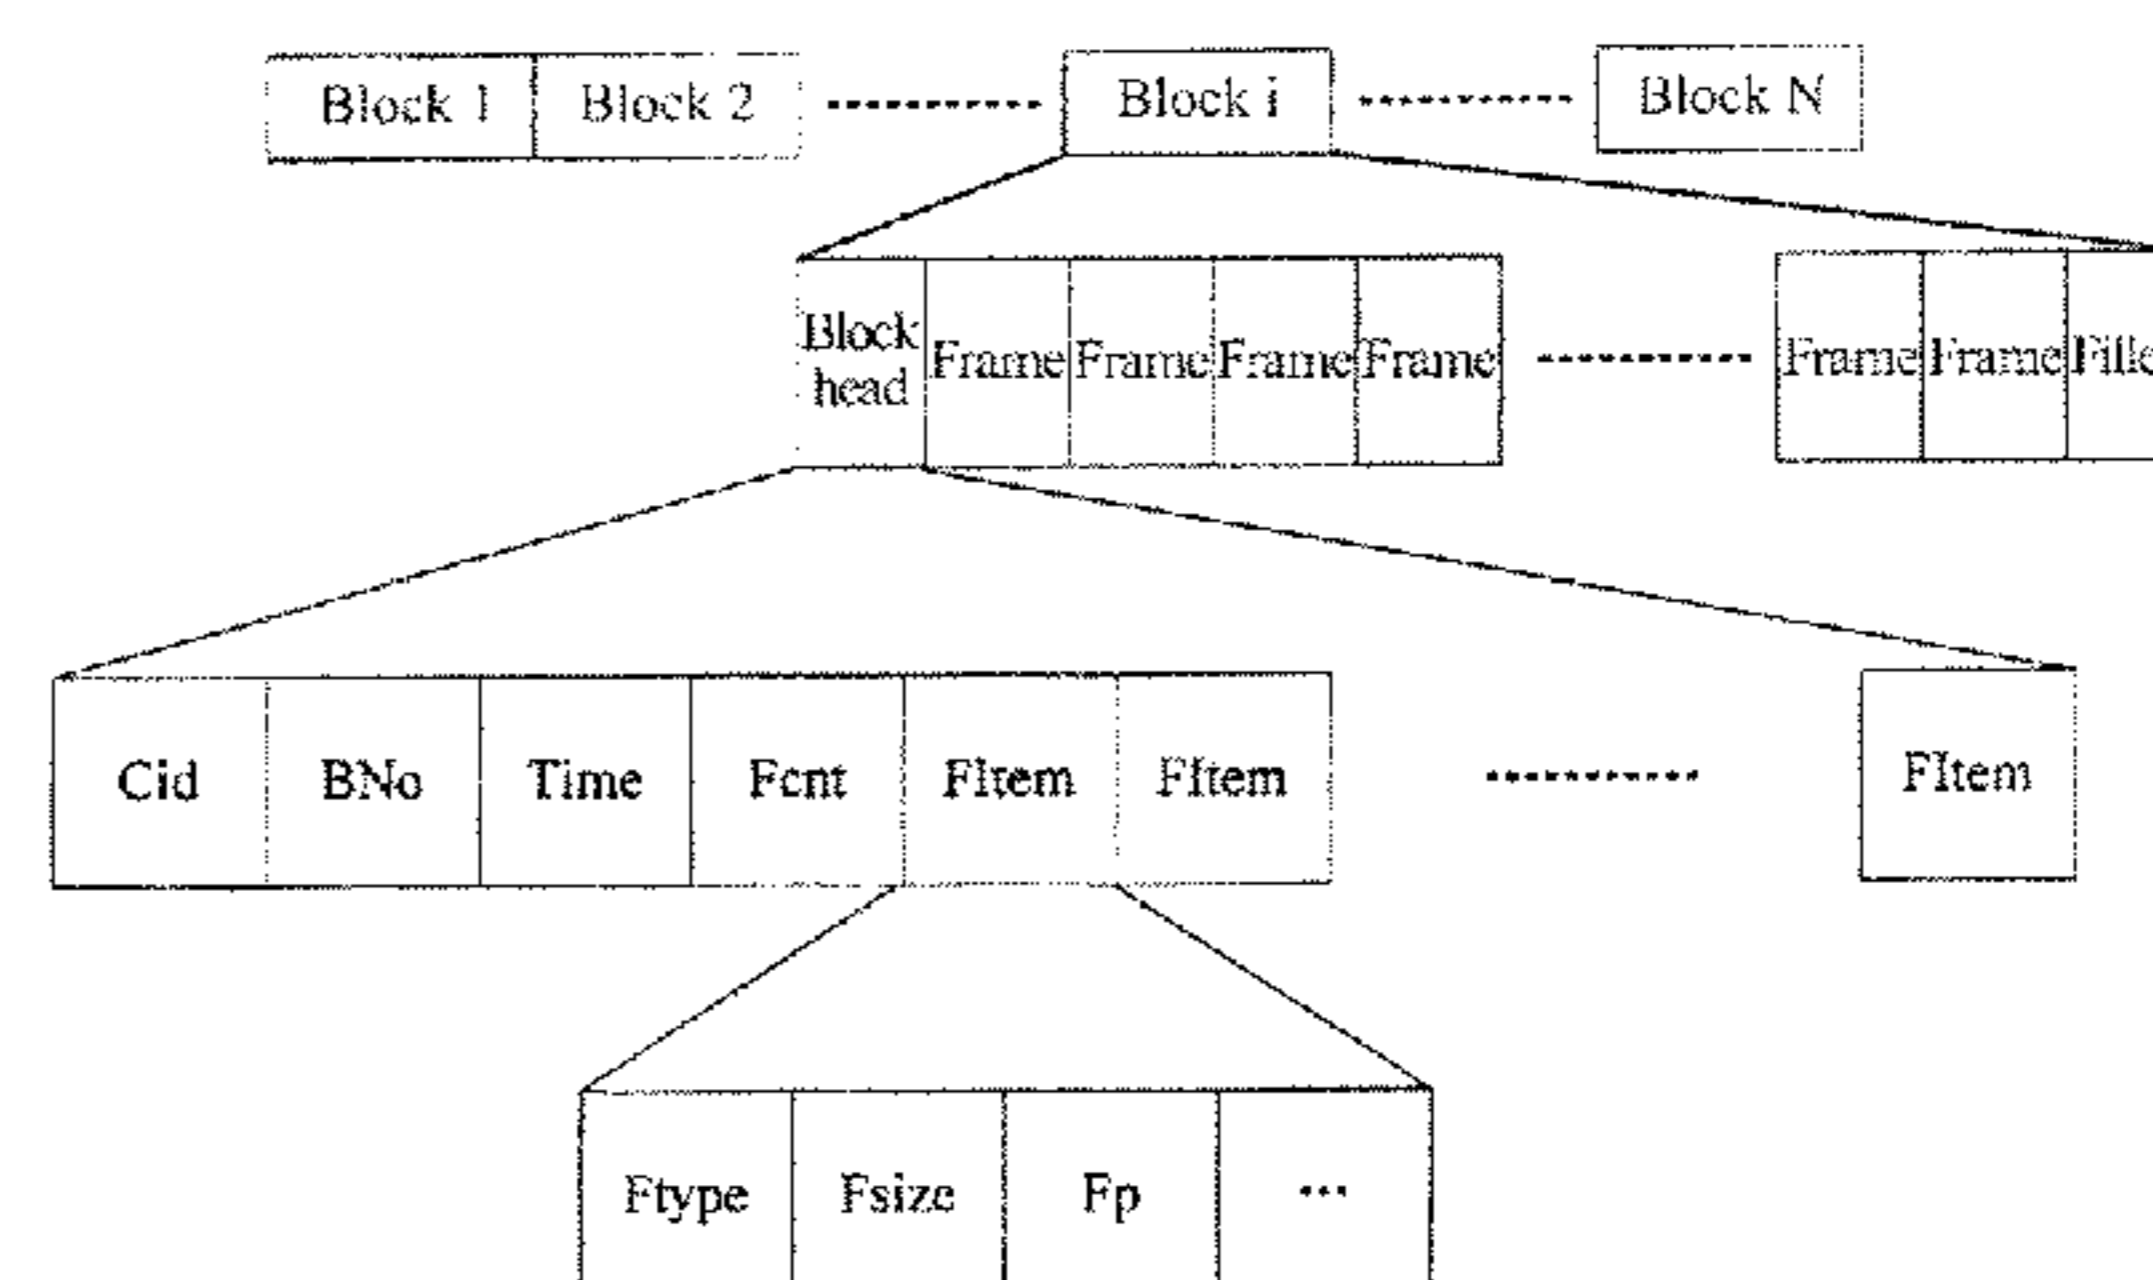 Block 1 Block 2 Block i Block N
Block head Frame Frame Frame Frame Frame Frame
Cid BNo Time Fcnt FItem FItem FItem
Ftype Fsize Fp ...